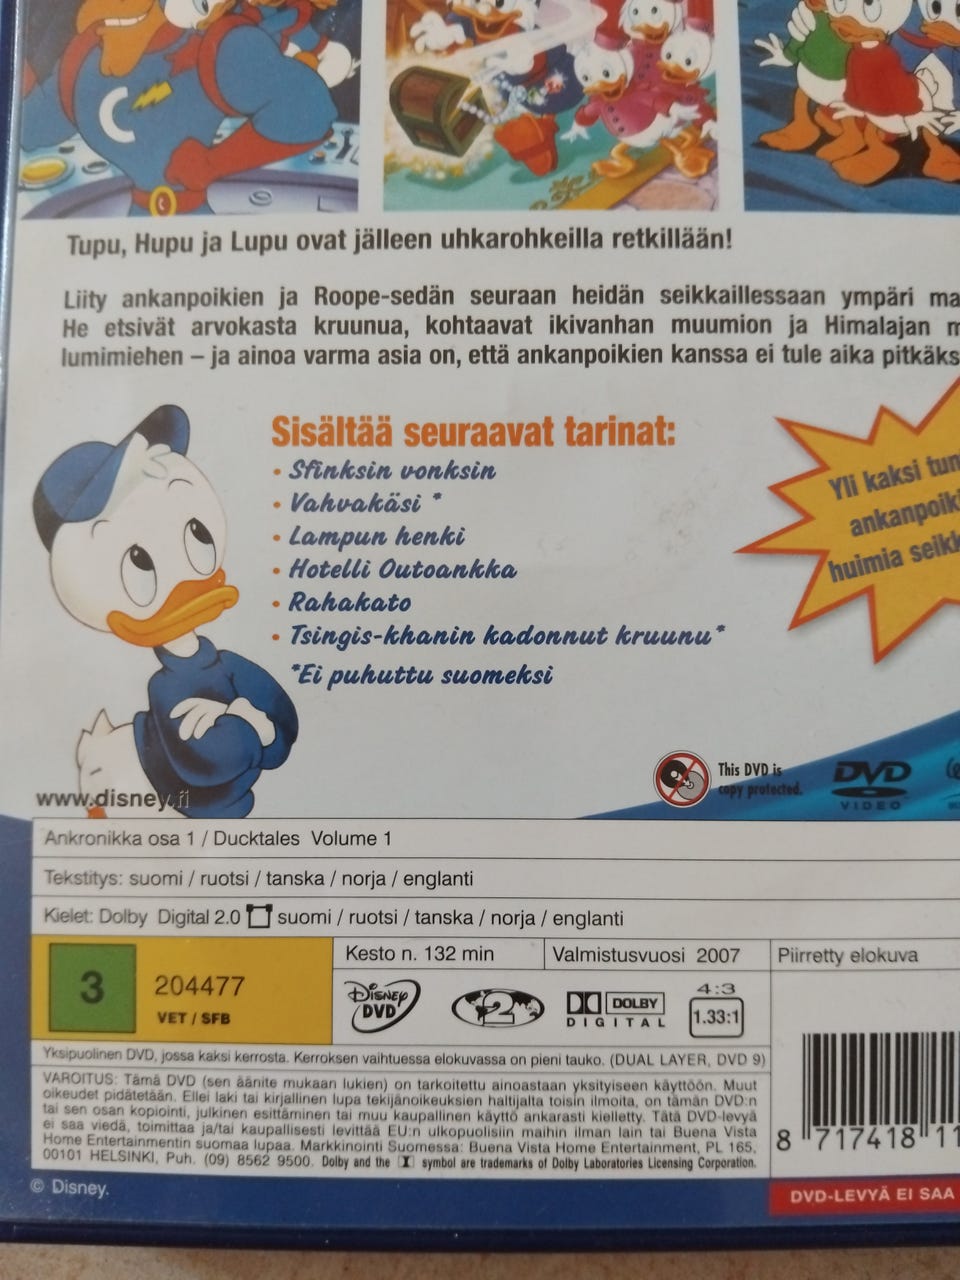 Tupu, Hupu ja Lupu ovat jälleen uhkarohkeilla retkillään!
Liity ankanpoikien ja Roope-sedän seuraan heidän seikkaillessaan ympäri ma
He etsivät arvokasta kruunua, kohtaavat ikivanhan muumion ja Himalajan m
lumimiehen – ja ainoa varma asia on, että ankanpoikien kanssa ei tule aika pitkäks
Sisältää seuraavat tarinat:
• Sfinksin vonksin
• Vahvakäsi *
• Lampun henki
• Hotelli Outoankka
• Rahakato
• Tsingis-khanin kadonnut kruunu*
*Ei puhuttu suomeksi
Yli kaksi tun
ankanpoik
huimia seikk
This DVD is
copy protected.
DVD
VIDEO
www.disney.fi
Ankronikka osa 1 / Ducktales Volume 1
Tekstitys: suomi / ruotsi / tanska / norja / englanti
Kielet: Dolby Digital 2.0 suomi / ruotsi / tanska / norja / englanti
3
204477
VET / SFB
Kesto n. 132 min
Valmistusvuosi 2007
Piirretty elokuva
Disney
DVD
2
DOLBY
DIGITAL
4:3
1.33:1
Yksipuolinen DVD, jossa kaksi kerrosta. Kerroksen vaihtuessa elokuvassa on pieni tauko. (DUAL LAYER, DVD 9)
VAROITUS: Tämä DVD (sen äänite mukaan lukien) on tarkoitettu ainoastaan yksityiseen käyttöön. Muut
oikeudet pidätetään. Ellei laki tai kirjallinen lupa tekijänoikeuksien haltijalta toisin ilmoita, on tämän DVD:n
tai sen osan kopiointi, julkinen esittäminen tai muu kaupallinen käyttö ankarasti kielletty. Tätä DVD-levyä
ei saa viedä, toimittaa ja/tai kaupallisesti levittää EU:n ulkopuolisiin maihin ilman lain tai Buena Vista
Home Entertainmentin suomaa lupaa. Markkinointi Suomessa: Buena Vista Home Entertainment, PL 165,
00101 HELSINKI, Puh. (09) 8562 9500. Dolby and the symbol are trademarks of Dolby Laboratories Licensing Corporation.
8 717418 11
© Disney.
DVD-LEVYÄ EI SAA